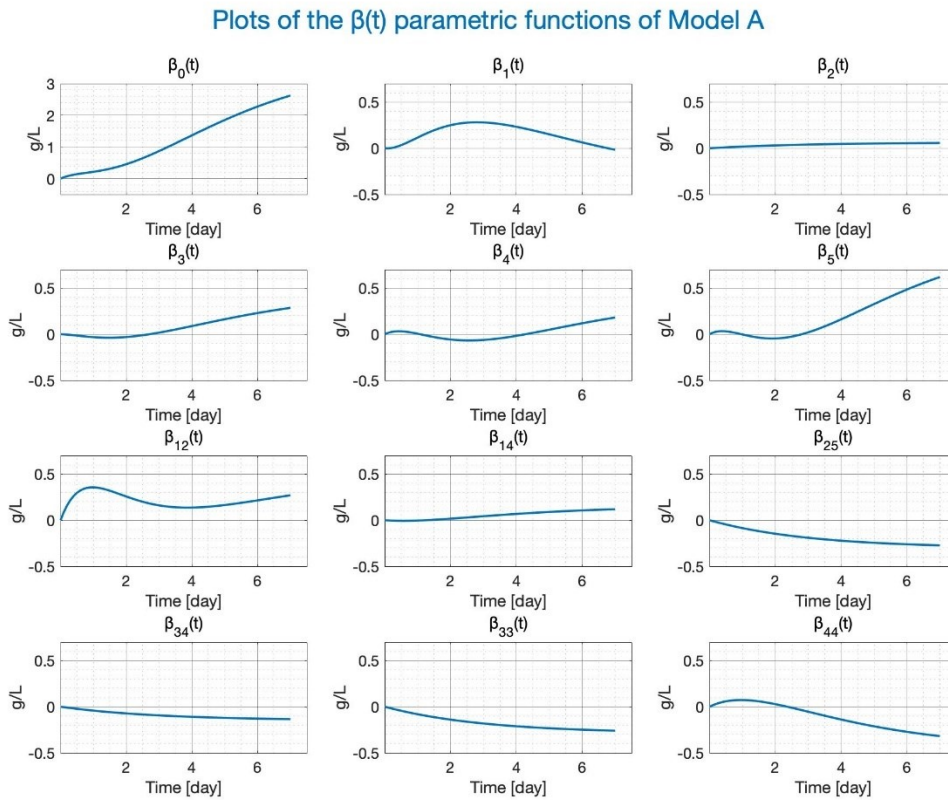 Plots of the β(t) parametric functions of Model A
β₀(t)
3
2
1
0
g/L
2 4 6
Time [day]
β₁(t)
0.5
0
-0.5
g/L
2 4 6
Time [day]
β₂(t)
0.5
0
-0.5
g/L
2 4 6
Time [day]
β₃(t)
0.5
0
-0.5
g/L
2 4 6
Time [day]
β₄(t)
0.5
0
-0.5
g/L
2 4 6
Time [day]
β₅(t)
0.5
0
-0.5
g/L
2 4 6
Time [day]
β₁₂(t)
0.5
0
-0.5
g/L
2 4 6
Time [day]
β₁₄(t)
0.5
0
-0.5
g/L
2 4 6
Time [day]
β₂₅(t)
0.5
0
-0.5
g/L
2 4 6
Time [day]
β₃₄(t)
0.5
0
-0.5
g/L
2 4 6
Time [day]
β₃₃(t)
0.5
0
-0.5
g/L
2 4 6
Time [day]
β₄₄(t)
0.5
0
-0.5
g/L
2 4 6
Time [day]